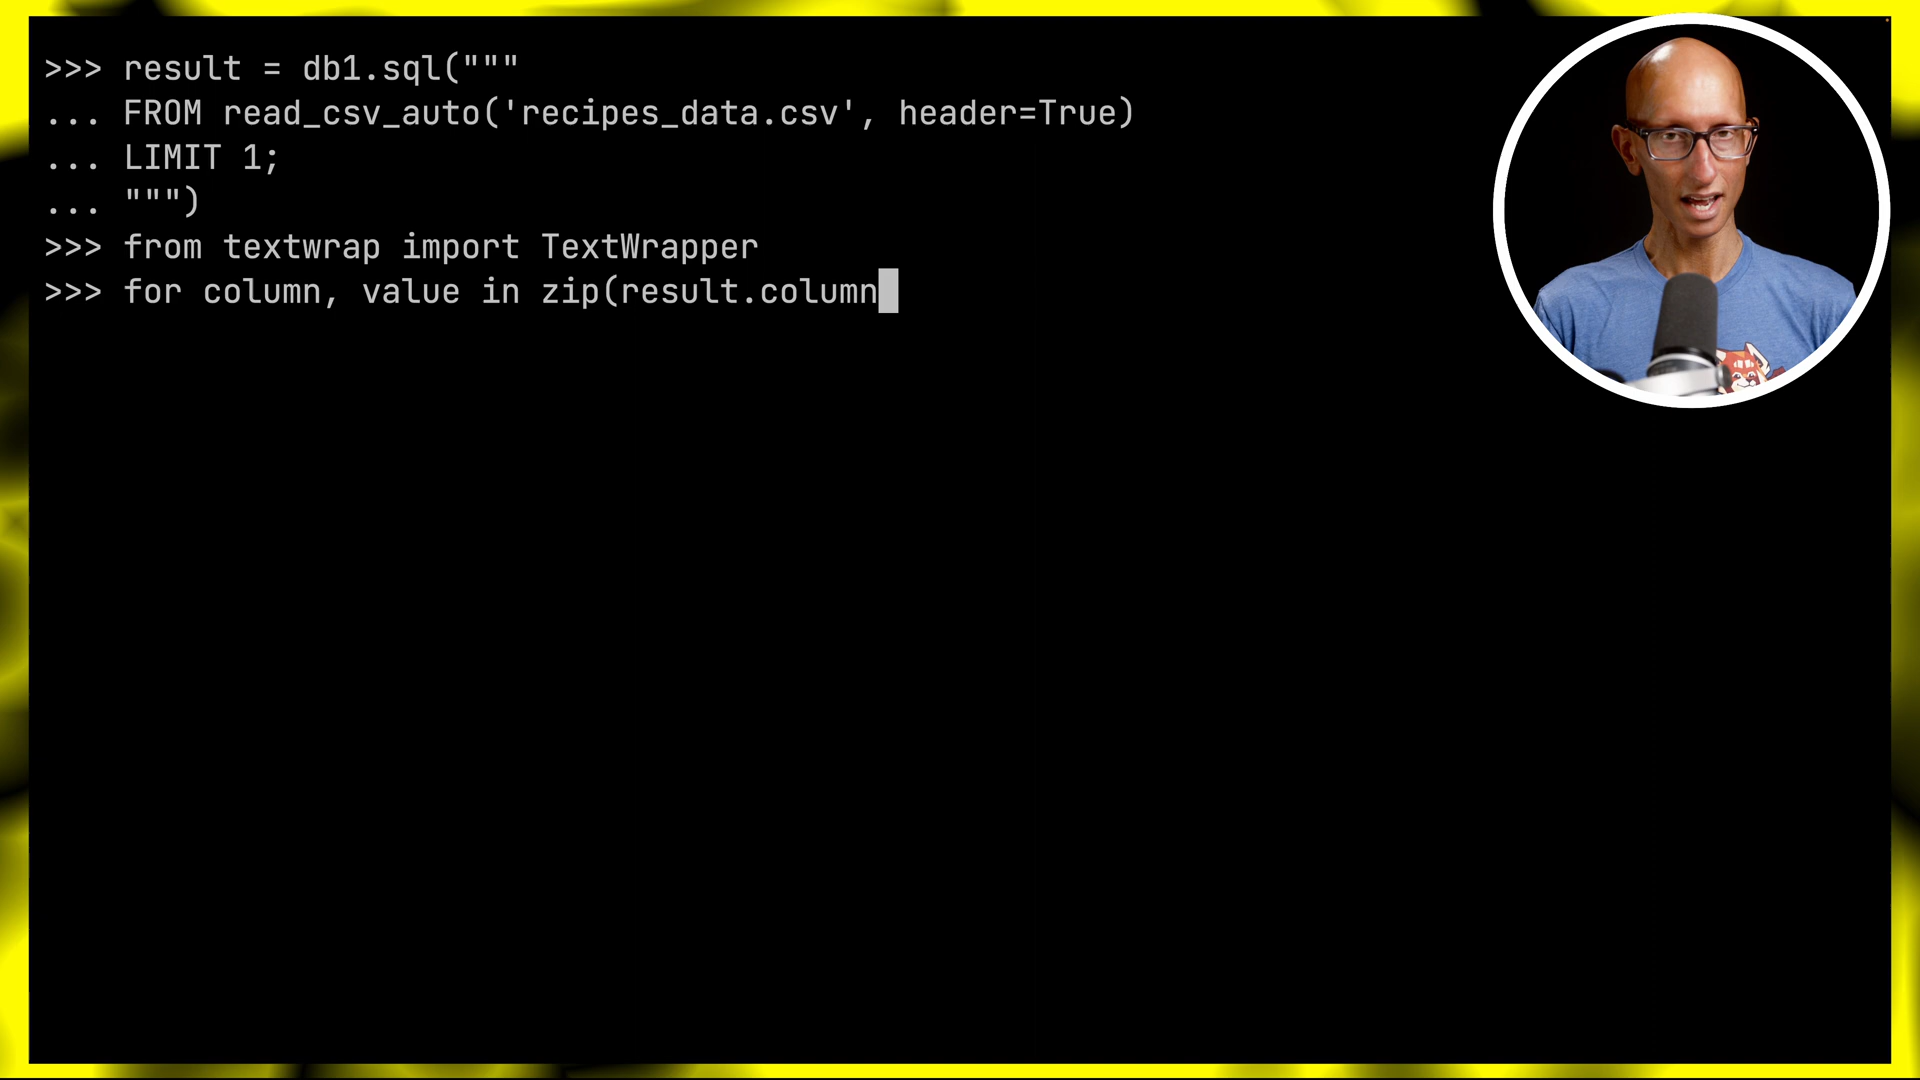 >>> result = db1.sql("""
... FROM read_csv_auto('recipes_data.csv', header=True)
... LIMIT 1;
... """)
>>> from textwrap import TextWrapper
>>> for column, value in zip(result.column